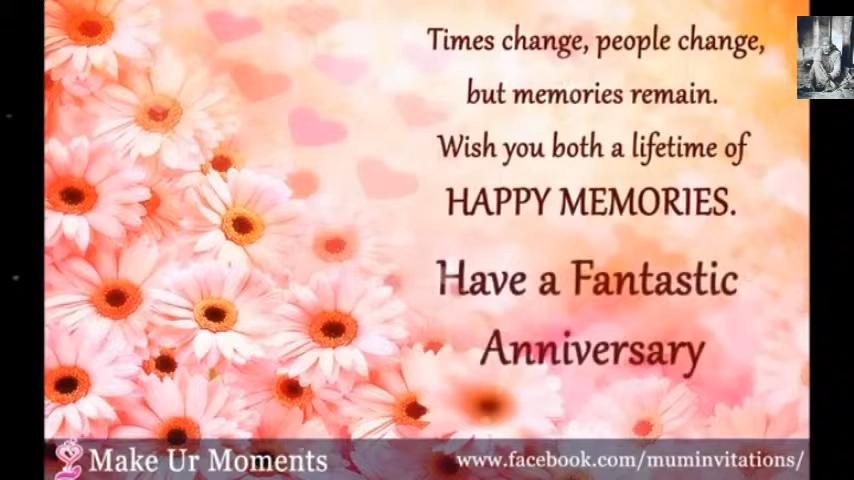 Times change, people change,
but memories remain.
Wish you both a lifetime of
HAPPY MEMORIES.
Have a Fantastic
Anniversary
Make Ur Moments
www.facebook.com/muminvitations/